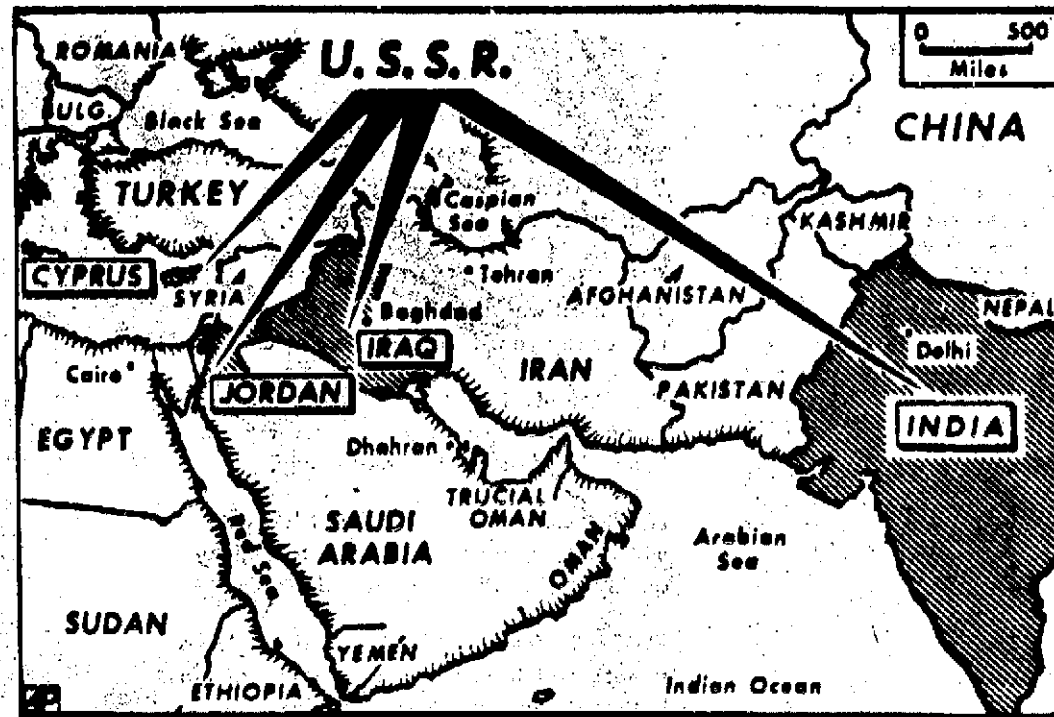 ROMANIA
U. S. S. R.
0 500
Miles
BULG.
Black Sea
CHINA
TURKEY
Caspian
Sea
KASHMIR
CYPRUS
SYRIA
Tehran
AFGHANISTAN
NEPAL
Baghdad
Delhi
IRAQ
Cairo
JORDAN
IRAN
PAKISTAN
INDIA
EGYPT
Dhahran
TRUCIAL
OMAN
SAUDI
ARABIA
OMAN
Arabian
Sea
Red Sea
SUDAN
YEMEN
ETHIOPIA
Indian Ocean